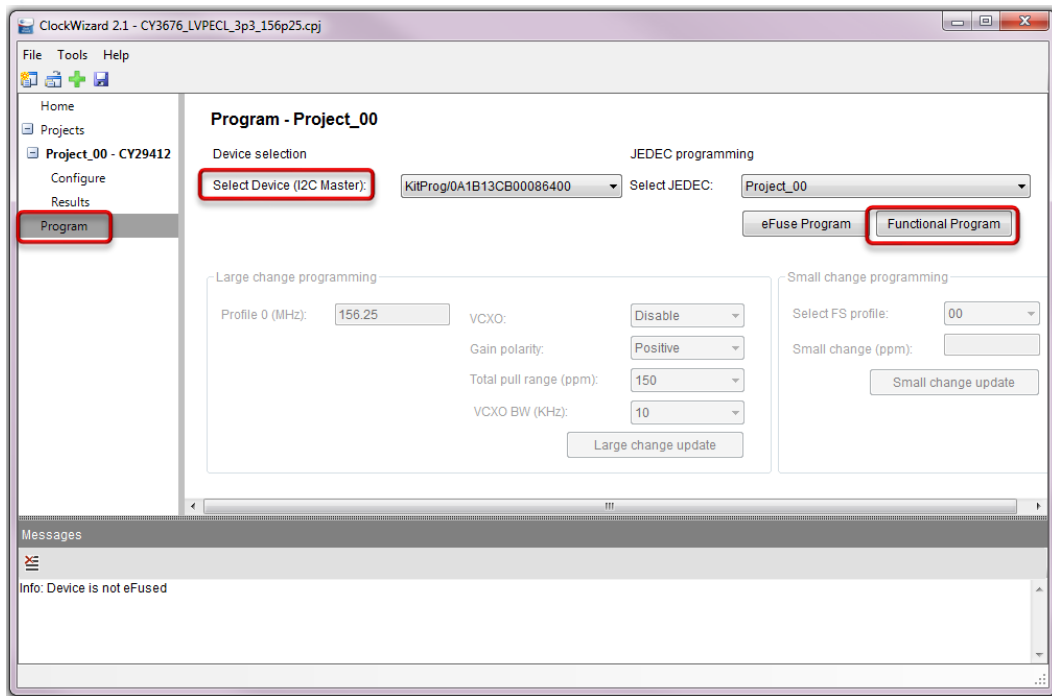 ClockWizard 2.1 - CY3676_LVPECL_3p3_156p25.cpj
File Tools Help
Home
Projects
Project_00 - CY29412
Configure
Results
Program
Program - Project_00
Device selection
JEDEC programming
Select Device (I2C Master):
KitProg/0A1B13CB00086400
Select JEDEC:
Project_00
eFuse Program
Functional Program
Large change programming
Profile 0 (MHz):
156.25
VCXO:
Disable
Gain polarity:
Positive
Total pull range (ppm):
150
VCXO BW (KHz):
10
Large change update
Small change programming
Select FS profile:
00
Small change (ppm):
Small change update
Messages
Info: Device is not eFused